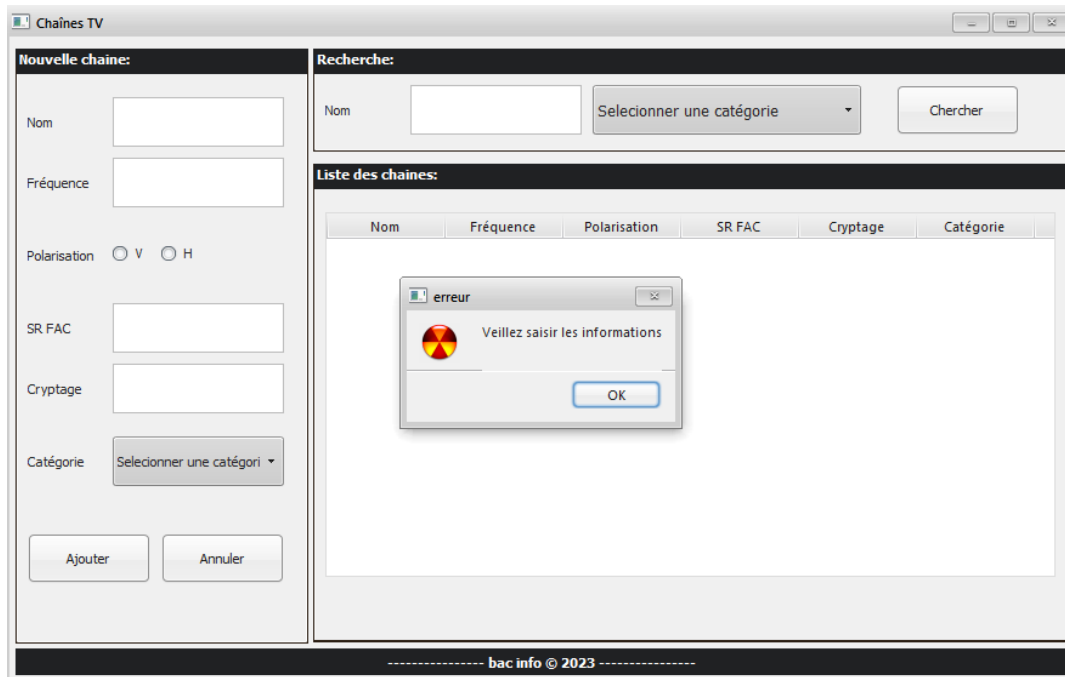 Chaînes TV
Nouvelle chaine:
Nom
Fréquence
Polarisation V H
SR FAC
Cryptage
Catégorie Selecionner une catégori
Ajouter Annuler
Recherche:
Nom Selecionner une catégorie Chercher
Liste des chaines:
Nom Fréquence Polarisation SR FAC Cryptage Catégorie
erreur
Veillez saisir les informations
OK
---------------- bac info © 2023 ----------------